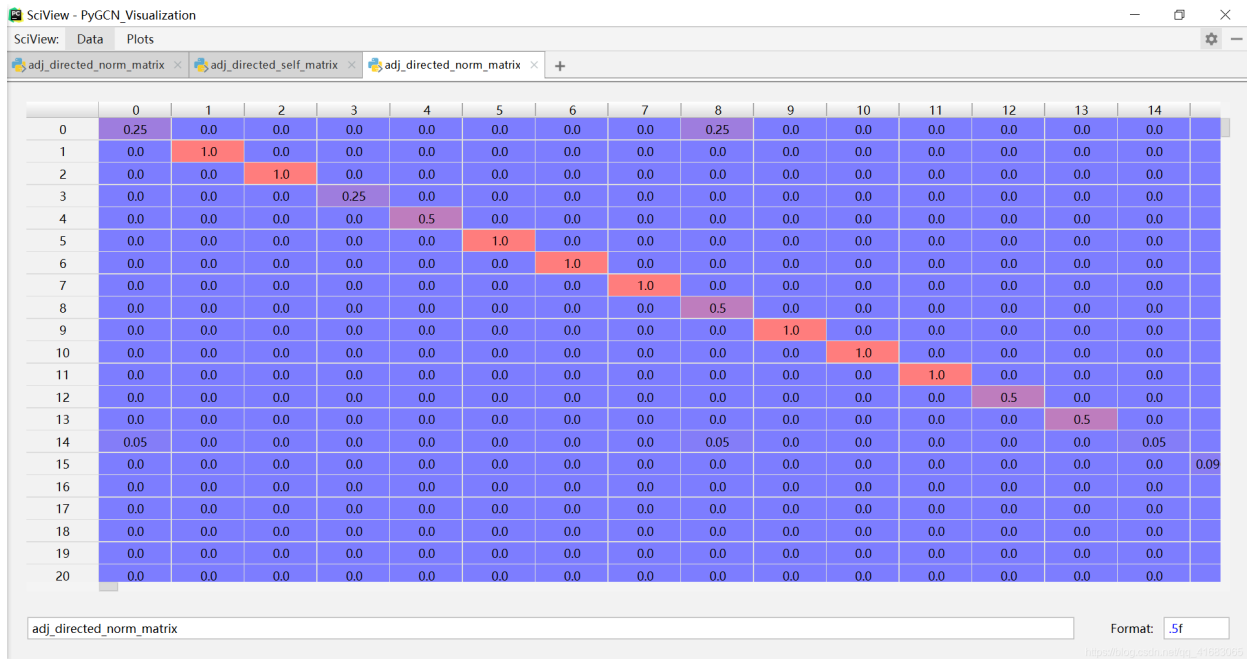 SciView - PyGCN_Visualization
SciView: Data Plots
adj_directed_norm_matrix adj_directed_self_matrix adj_directed_norm_matrix
0 1 2 3 4 5 6 7 8 9 10 11 12 13 14
0 0.25 0.0 0.0 0.0 0.0 0.0 0.0 0.0 0.25 0.0 0.0 0.0 0.0 0.0 0.0
1 0.0 1.0 0.0 0.0 0.0 0.0 0.0 0.0 0.0 0.0 0.0 0.0 0.0 0.0 0.0
2 0.0 0.0 1.0 0.0 0.0 0.0 0.0 0.0 0.0 0.0 0.0 0.0 0.0 0.0 0.0
3 0.0 0.0 0.0 0.25 0.0 0.0 0.0 0.0 0.0 0.0 0.0 0.0 0.0 0.0 0.0
4 0.0 0.0 0.0 0.0 0.5 0.0 0.0 0.0 0.0 0.0 0.0 0.0 0.0 0.0 0.0
5 0.0 0.0 0.0 0.0 0.0 1.0 0.0 0.0 0.0 0.0 0.0 0.0 0.0 0.0 0.0
6 0.0 0.0 0.0 0.0 0.0 0.0 1.0 0.0 0.0 0.0 0.0 0.0 0.0 0.0 0.0
7 0.0 0.0 0.0 0.0 0.0 0.0 0.0 1.0 0.0 0.0 0.0 0.0 0.0 0.0 0.0
8 0.0 0.0 0.0 0.0 0.0 0.0 0.0 0.0 0.5 0.0 0.0 0.0 0.0 0.0 0.0
9 0.0 0.0 0.0 0.0 0.0 0.0 0.0 0.0 0.0 1.0 0.0 0.0 0.0 0.0 0.0
10 0.0 0.0 0.0 0.0 0.0 0.0 0.0 0.0 0.0 0.0 1.0 0.0 0.0 0.0 0.0
11 0.0 0.0 0.0 0.0 0.0 0.0 0.0 0.0 0.0 0.0 0.0 1.0 0.0 0.0 0.0
12 0.0 0.0 0.0 0.0 0.0 0.0 0.0 0.0 0.0 0.0 0.0 0.0 0.5 0.0 0.0
13 0.0 0.0 0.0 0.0 0.0 0.0 0.0 0.0 0.0 0.0 0.0 0.0 0.0 0.5 0.0
14 0.05 0.0 0.0 0.0 0.0 0.0 0.0 0.0 0.05 0.0 0.0 0.0 0.0 0.0 0.05
15 0.0 0.0 0.0 0.0 0.0 0.0 0.0 0.0 0.0 0.0 0.0 0.0 0.0 0.0 0.0 0.09
16 0.0 0.0 0.0 0.0 0.0 0.0 0.0 0.0 0.0 0.0 0.0 0.0 0.0 0.0 0.0
17 0.0 0.0 0.0 0.0 0.0 0.0 0.0 0.0 0.0 0.0 0.0 0.0 0.0 0.0 0.0
18 0.0 0.0 0.0 0.0 0.0 0.0 0.0 0.0 0.0 0.0 0.0 0.0 0.0 0.0 0.0
19 0.0 0.0 0.0 0.0 0.0 0.0 0.0 0.0 0.0 0.0 0.0 0.0 0.0 0.0 0.0
20 0.0 0.0 0.0 0.0 0.0 0.0 0.0 0.0 0.0 0.0 0.0 0.0 0.0 0.0 0.0
adj_directed_norm_matrix Format: .5f